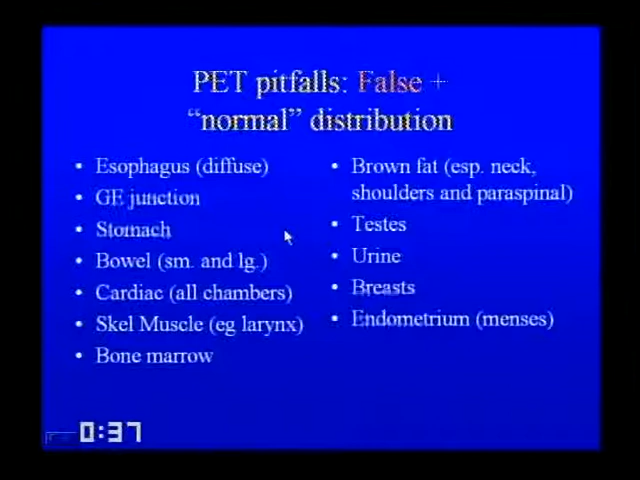 PET pitfalls: False +
“normal” distribution
• Esophagus (diffuse)
• GE junction
• Stomach
• Bowel (sm. and lg.)
• Cardiac (all chambers)
• Skel Muscle (eg larynx)
• Bone marrow
• Brown fat (esp. neck,
shoulders and paraspinal)
• Testes
• Urine
• Breasts
• Endometrium (menses)
0:37